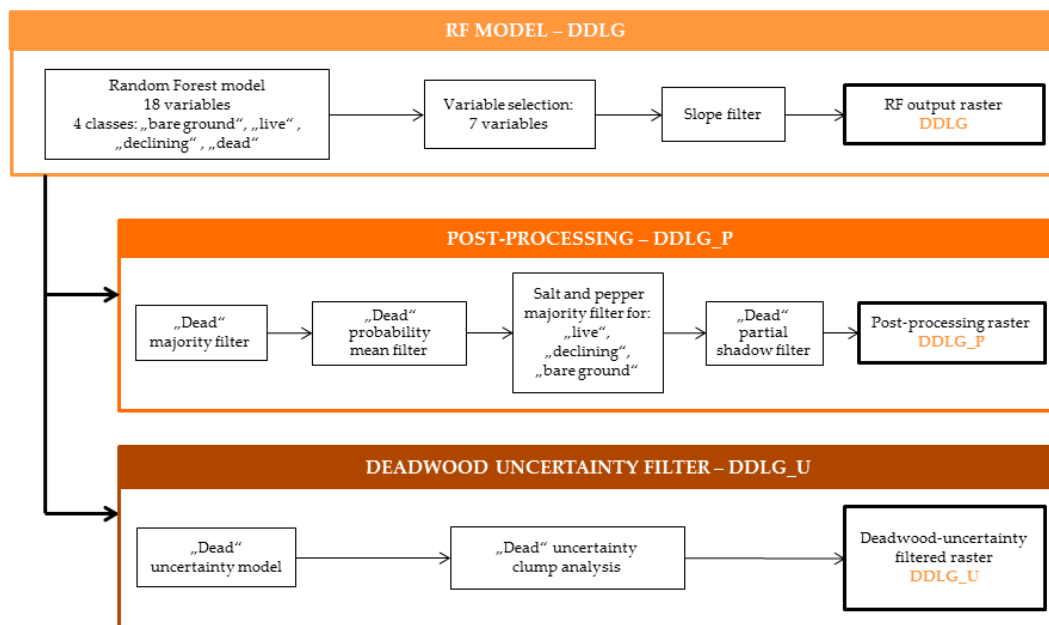 RF MODEL – DDLG
Random Forest model
18 variables
4 classes: „bare ground“, „live“ ,
„declining“ , „dead“
Variable selection:
7 variables
Slope filter
RF output raster
DDLG
POST-PROCESSING – DDLG_P
„Dead“
majority filter
„Dead“
probability
mean filter
Salt and pepper
majority filter for:
„live“,
„declining“,
„bare ground“
„Dead“
partial
shadow filter
Post-processing raster
DDLG_P
DEADWOOD UNCERTAINTY FILTER – DDLG_U
„Dead“
uncertainty model
„Dead“ uncertainty
clump analysis
Deadwood-uncertainty
filtered raster
DDLG_U